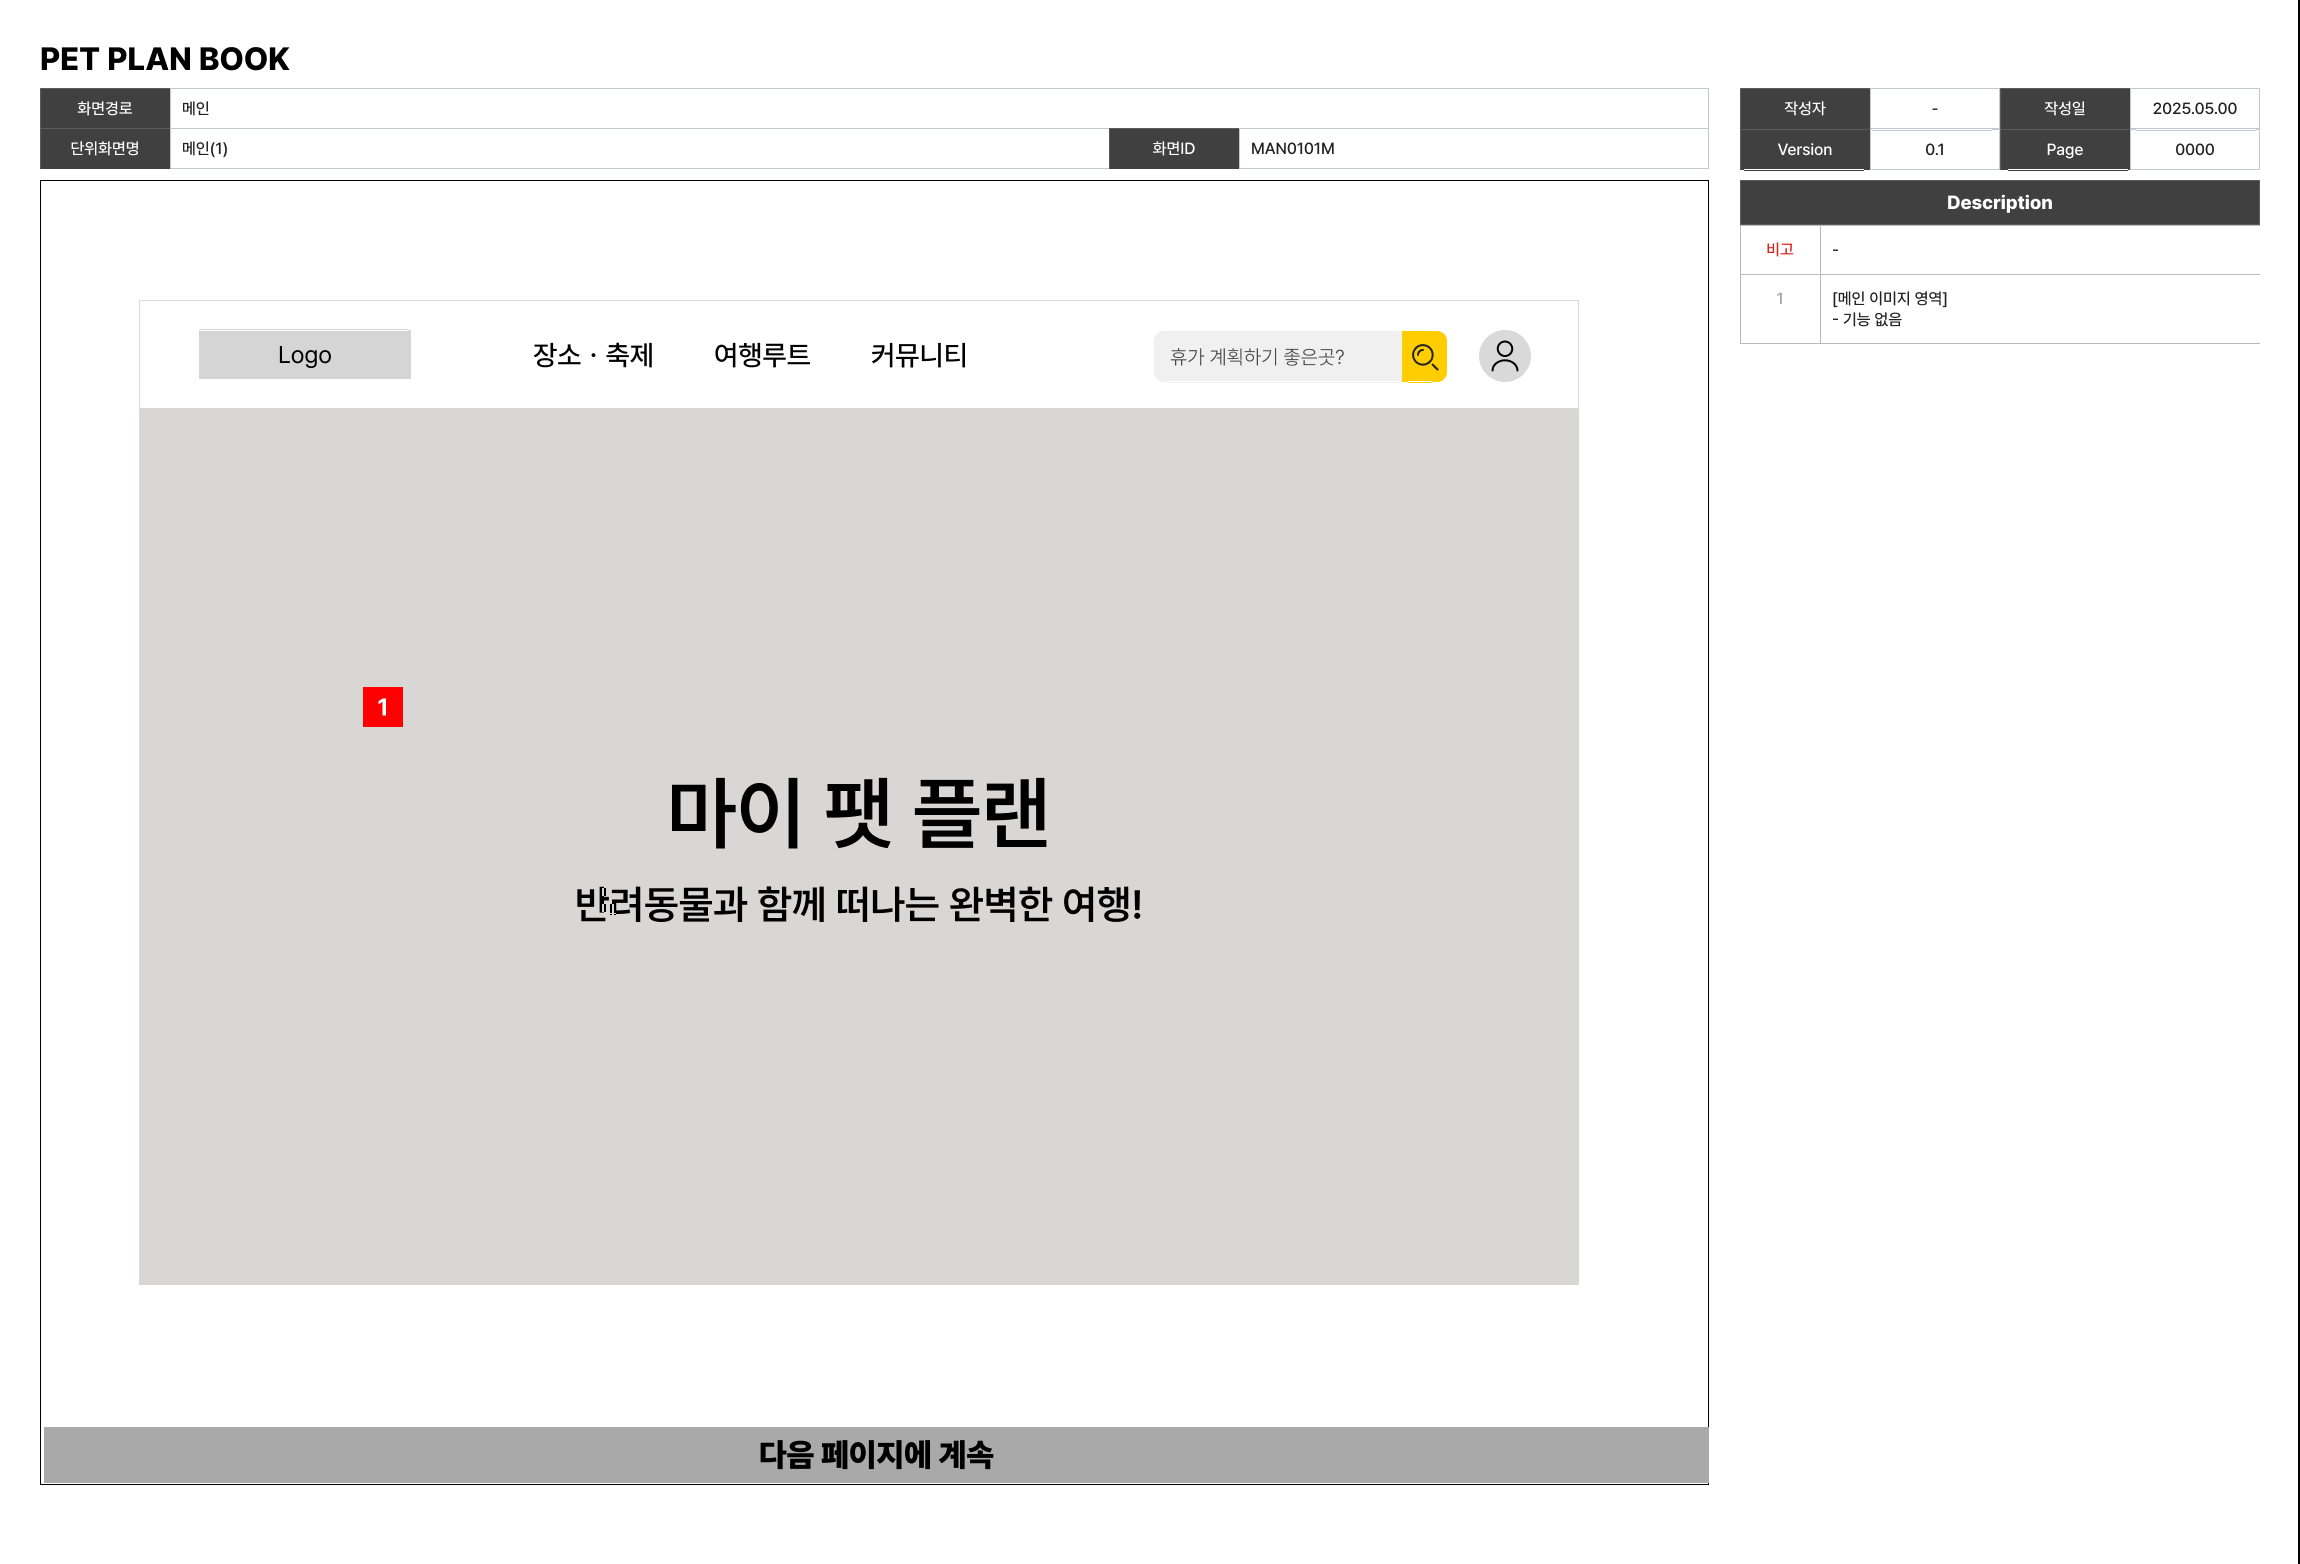 PET PLAN BOOK
화면경로 메인
단위화면명 메인(1) 화면ID MAN0101M
작성자 - 작성일 2025.05.00
Version 0.1 Page 0000
Description
비고 -
1 [메인 이미지 영역]
- 기능 없음
Logo 장소 · 축제 여행루트 커뮤니티 휴가 계획하기 좋은곳?
1
마이 팻 플랜
반려동물과 함께 떠나는 완벽한 여행!
다음 페이지에 계속